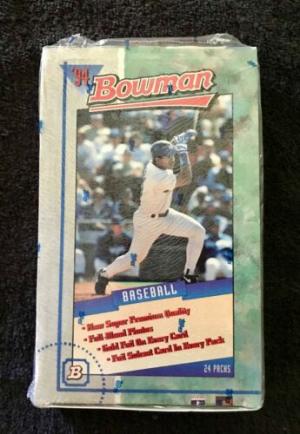 '94
Bowman
BASEBALL
• New Super Premium Quality
• Full-Bleed Photos
• Gold Foil On Every Card
• Foil Subset Card In Every Pack
B
24 PACKS